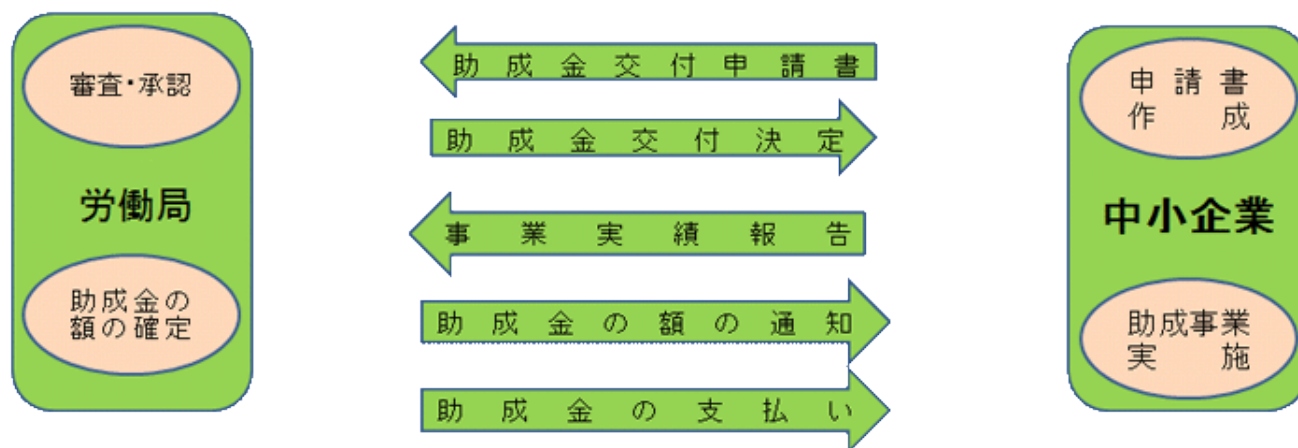 審査・承認
労働局
助成金の
額の確定
助成金交付申請書
助成金交付決定
事業実績報告
助成金の額の通知
助成金の支払い
申請書
作成
中小企業
助成事業
実施